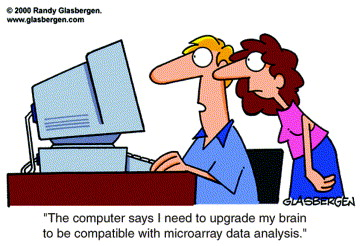 © 2000 Randy Glasbergen.
www.glasbergen.com
GLASBERGEN
"The computer says I need to upgrade my brain
to be compatible with microarray data analysis."